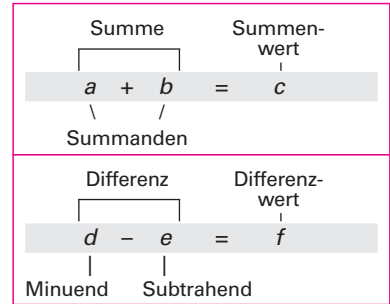 Summe Summen-
wert
a + b = c
Summanden
Differenz Differenz-
wert
d – e = f
Minuend Subtrahend